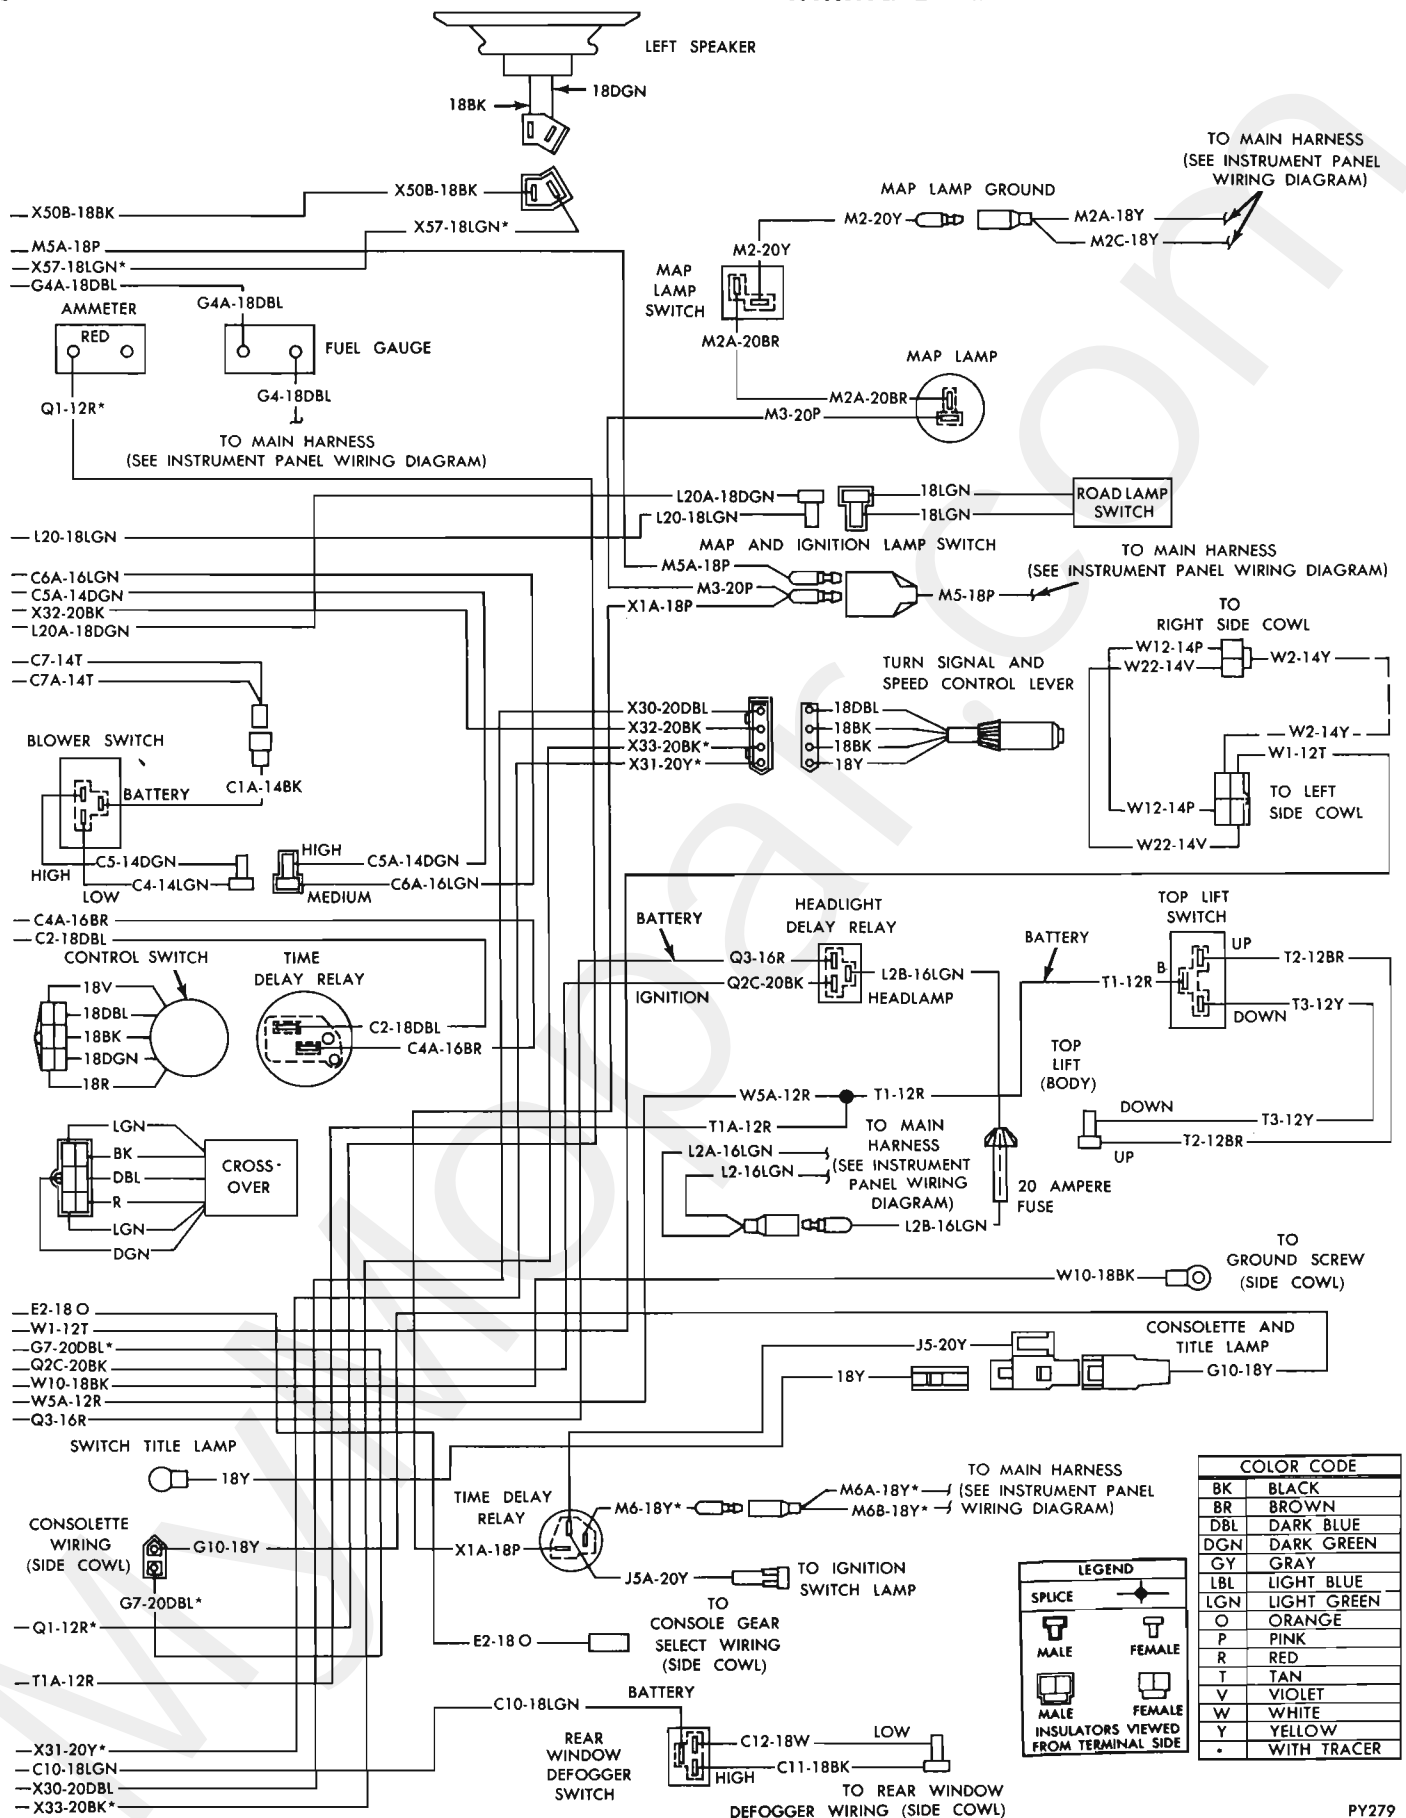 LEFT SPEAKER
18DGN
18BK
TO MAIN HARNESS
(SEE INSTRUMENT PANEL
WIRING DIAGRAM)
MAP LAMP GROUND
X50B-18BK
X50B-18BK
M2-20Y
M2A-18Y
X57-18LGN*
M2C-18Y
M5A-18P
M2-20Y
X57-18LGN*
G4A-18DBL
MAP
LAMP
SWITCH
AMMETER
G4A-18DBL
RED
FUEL GAUGE
M2A-20BR
MAP LAMP
Q1-12R*
G4-18DBL
M2A-20BR
M3-20P
TO MAIN HARNESS
(SEE INSTRUMENT PANEL WIRING DIAGRAM)
L20A-18DGN
18LGN
ROAD LAMP
SWITCH
L20-18LGN
18LGN
L20-18LGN
MAP AND IGNITION LAMP SWITCH
TO MAIN HARNESS
(SEE INSTRUMENT PANEL WIRING DIAGRAM)
C6A-16LGN
M5A-18P
C5A-14DGN
M3-20P
M5-18P
X32-20BK
X1A-18P
L20A-18DGN
TO
RIGHT SIDE COWL
W12-14P
W2-14Y
W22-14V
C7-14T
C7A-14T
TURN SIGNAL AND
SPEED CONTROL LEVER
X30-20DBL
18DBL
X32-20BK
18BK
X33-20BK*
18BK
X31-20Y*
18Y
W2-14Y
W1-12T
BLOWER SWITCH
BATTERY
C1A-14BK
TO LEFT
SIDE COWL
W12-14P
W22-14V
HIGH
C5-14DGN
C5A-14DGN
HIGH
C4-14LGN
C6A-16LGN
LOW
MEDIUM
C4A-16BR
C2-18DBL
CONTROL SWITCH
TIME
DELAY RELAY
BATTERY
HEADLIGHT
DELAY RELAY
TOP LIFT
SWITCH
BATTERY
UP
Q3-16R
T2-12BR
L2B-16LGN
B
T1-12R
IGNITION
Q2C-20BK
HEADLAMP
T3-12Y
DOWN
18V
18DBL
18BK
18DGN
18R
C2-18DBL
C4A-16BR
TOP
LIFT
(BODY)
W5A-12R
T1-12R
DOWN
T3-12Y
T1A-12R
T2-12BR
UP
L2A-16LGN
L2-16LGN
TO MAIN
HARNESS
(SEE INSTRUMENT
PANEL WIRING
DIAGRAM)
20 AMPERE
FUSE
L2B-16LGN
LGN
BK
DBL
R
LGN
DGN
CROSS-
OVER
TO
GROUND SCREW
(SIDE COWL)
W10-18BK
E2-18 O
W1-12T
G7-20DBL*
Q2C-20BK
W10-18BK
W5A-12R
Q3-16R
CONSOLETTE AND
TITLE LAMP
J5-20Y
18Y
G10-18Y
SWITCH TITLE LAMP
18Y
TIME DELAY
RELAY
M6-18Y*
M6A-18Y*
M6B-18Y*
TO MAIN HARNESS
(SEE INSTRUMENT PANEL
WIRING DIAGRAM)
CONSOLETTE
WIRING
(SIDE COWL)
G10-18Y
X1A-18P
J5A-20Y
TO IGNITION
SWITCH LAMP
G7-20DBL*
TO
CONSOLE GEAR
SELECT WIRING
(SIDE COWL)
Q1-12R*
E2-18 O
T1A-12R
C10-18LGN
BATTERY
REAR
WINDOW
DEFOGGER
SWITCH
C12-18W
LOW
HIGH
C11-18BK
TO REAR WINDOW
DEFOGGER WIRING (SIDE COWL)
X31-20Y*
C10-18LGN
X30-20DBL
X33-20BK*
LEGEND
SPLICE
MALE
FEMALE
MALE
FEMALE
INSULATORS VIEWED
FROM TERMINAL SIDE
COLOR CODE
BK BLACK
BR BROWN
DBL DARK BLUE
DGN DARK GREEN
GY GRAY
LBL LIGHT BLUE
LGN LIGHT GREEN
O ORANGE
P PINK
R RED
T TAN
V VIOLET
W WHITE
Y YELLOW
• WITH TRACER
PY279
MyMopar.com